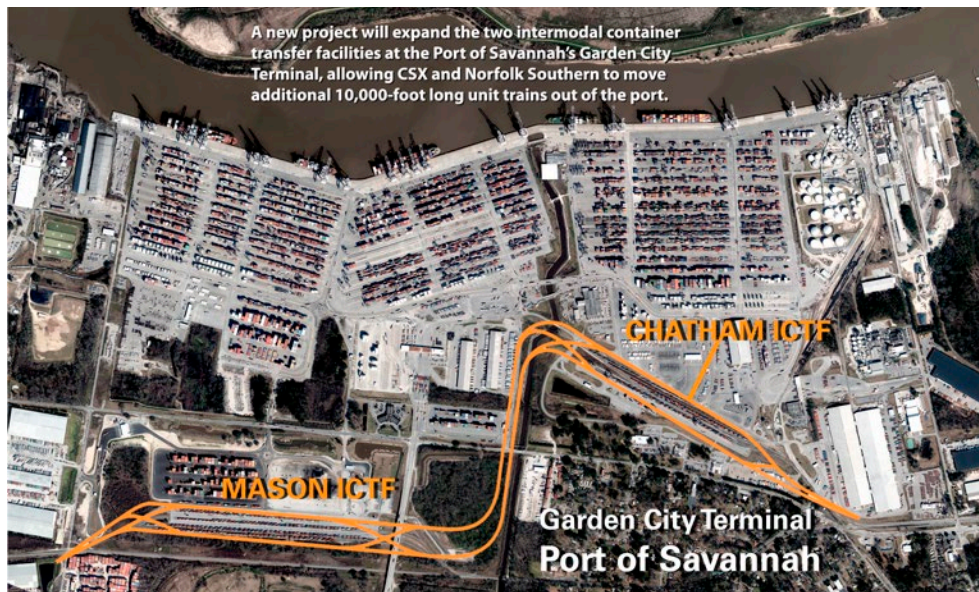 A new project will expand the two intermodal container
transfer facilities at the Port of Savannah's Garden City
Terminal, allowing CSX and Norfolk Southern to move
additional 10,000-foot long unit trains out of the port.
CHATHAM ICTF
MASON ICTF
Garden City Terminal
Port of Savannah